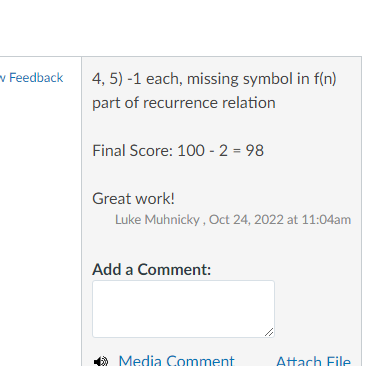 w Feedback
4, 5) -1 each, missing symbol in f(n)
part of recurrence relation
Final Score: 100 - 2 = 98
Great work!
Luke Muhnicky , Oct 24, 2022 at 11:04am
Add a Comment:
Media Comment
Attach File